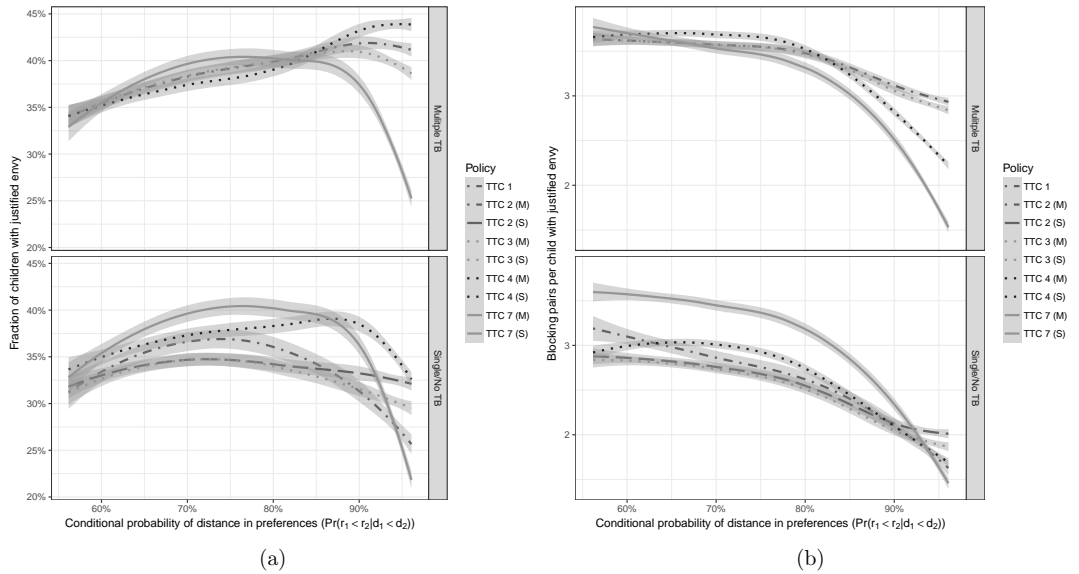 45%
40%
35%
30%
25%
20%
Mulitple TB
45%
40%
35%
30%
25%
20%
Single/No TB
60%
70%
80%
90%
Fraction of children with justified envy
Conditional probability of distance in preferences (Pr(r₁ < r₂|d₁ < d₂))
Policy
TTC 1
TTC 2 (M)
TTC 2 (S)
TTC 3 (M)
TTC 3 (S)
TTC 4 (M)
TTC 4 (S)
TTC 7 (M)
TTC 7 (S)
(a)
3
2
Mulitple TB
3
2
Single/No TB
60%
70%
80%
90%
Blocking pairs per child with justified envy
Conditional probability of distance in preferences (Pr(r₁ < r₂|d₁ < d₂))
Policy
TTC 1
TTC 2 (M)
TTC 2 (S)
TTC 3 (M)
TTC 3 (S)
TTC 4 (M)
TTC 4 (S)
TTC 7 (M)
TTC 7 (S)
(b)